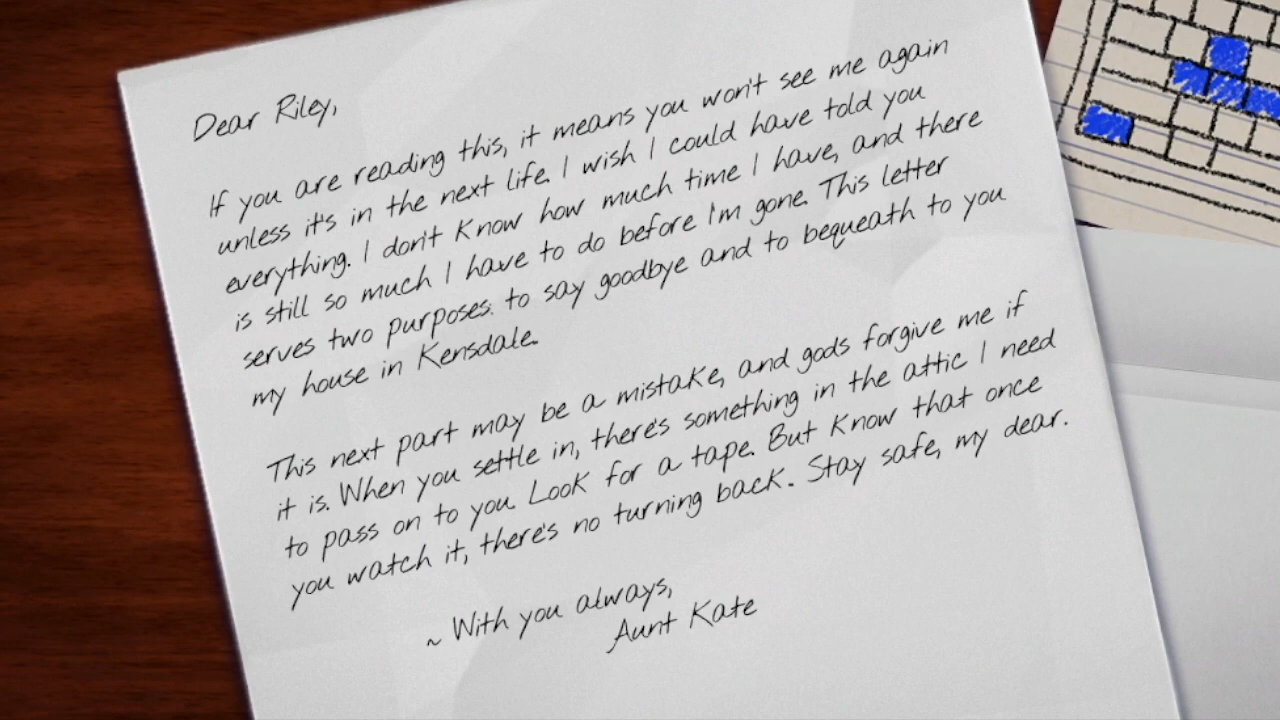 Dear Riley,
If you are reading this, it means you won't see me again
unless it's in the next life. I wish I could have told you
everything. I don't know how much time I have, and there
is still so much I have to do before I'm gone. This letter
serves two purposes: to say goodbye and to bequeath to you
my house in Kensdale.
This next part may be a mistake, and gods forgive me if
it is. When you settle in, there's something in the attic I need
to pass on to you. Look for a tape. But know that once
you watch it, there's no turning back. Stay safe, my dear.
~ With you always,
Aunt Kate